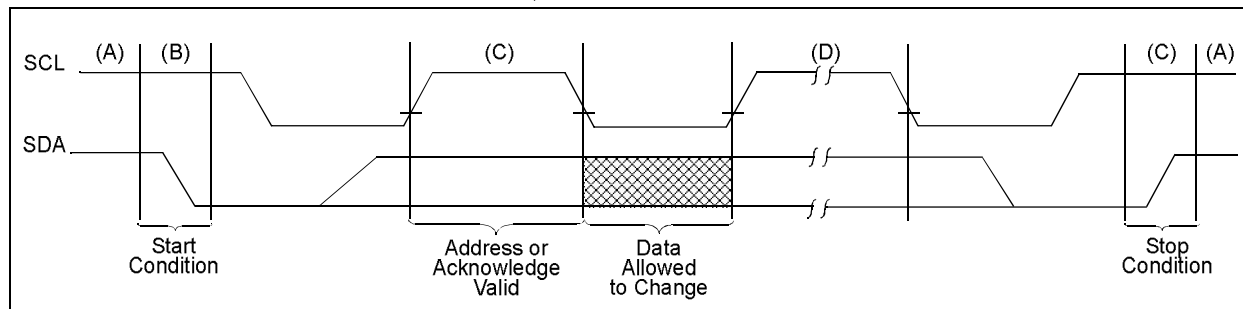 (A) (B) (C) (D) (C) (A)
SCL
SDA
Start
Condition
Address or
Acknowledge
Valid
Data
Allowed
to Change
Stop
Condition